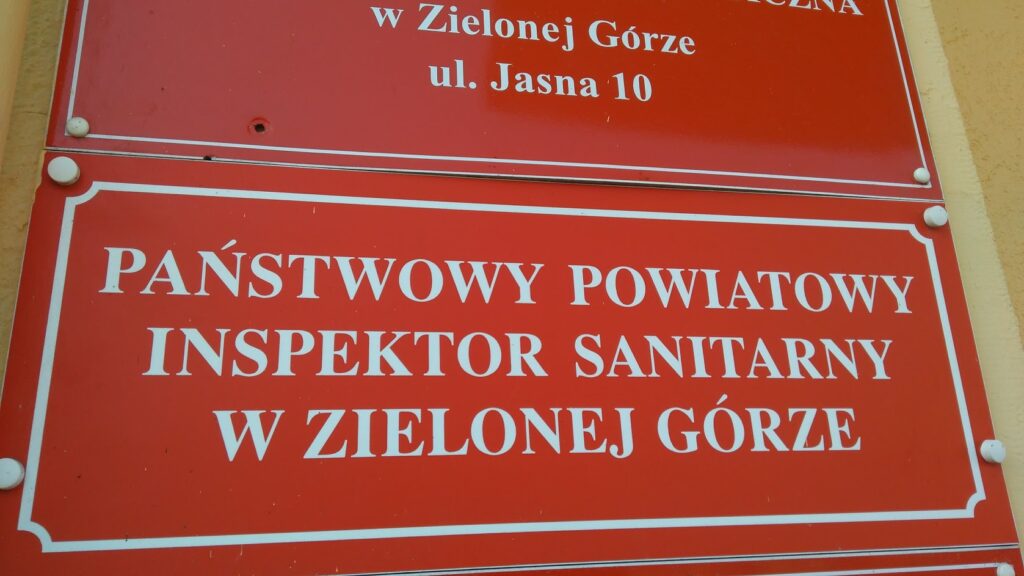 w Zielonej Górze
ul. Jasna 10
PAŃSTWOWY POWIATOWY
INSPEKTOR SANITARNY
W ZIELONEJ GÓRZE